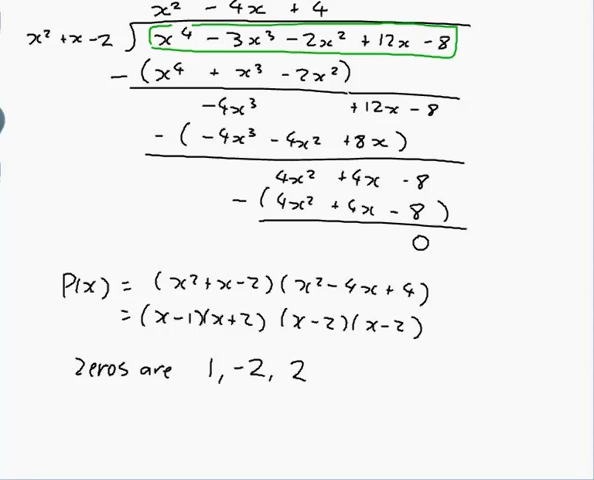 x² - 4x + 4
x² + x - 2 ) x⁴ - 3x³ - 2x² + 12x - 8
- (x⁴ + x³ - 2x²)
-4x³ + 12x - 8
- (-4x³ - 4x² + 8x)
4x² + 4x - 8
- (4x² + 4x - 8)
0
P(x) = (x² + x - 2)(x² - 4x + 4)
= (x - 1)(x + 2)(x - 2)(x - 2)
Zeros are 1, -2, 2